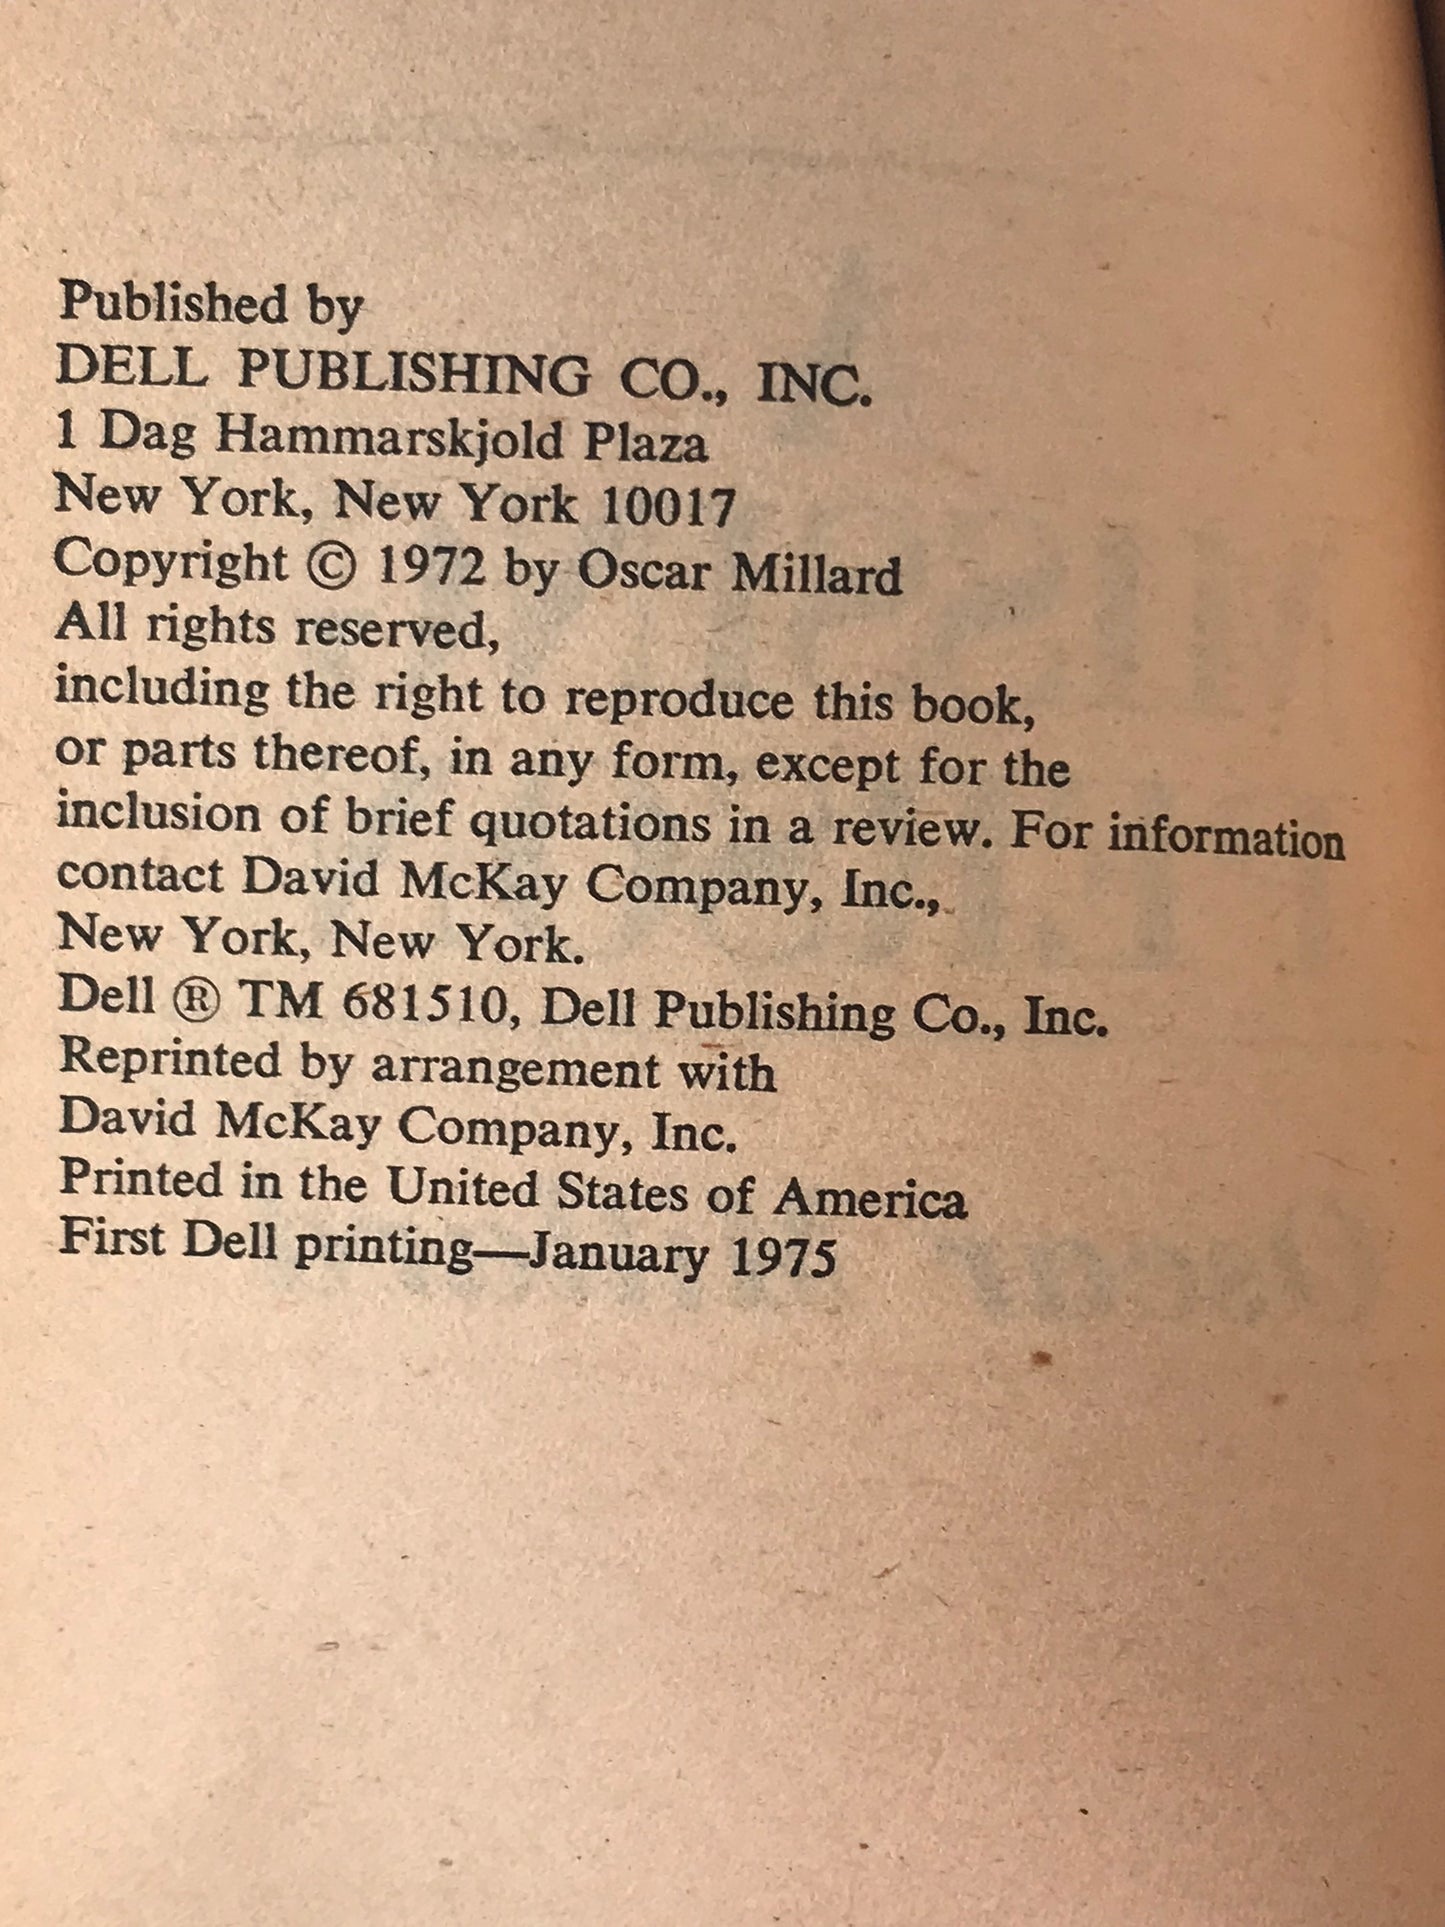 Published by
DELL PUBLISHING CO., INC.
1 Dag Hammarskjold Plaza
New York, New York 10017
Copyright © 1972 by Oscar Millard
All rights reserved,
including the right to reproduce this book,
or parts thereof, in any form, except for the
inclusion of brief quotations in a review. For information
contact David McKay Company, Inc.,
New York, New York.
Dell ® TM 681510, Dell Publishing Co., Inc.
Reprinted by arrangement with
David McKay Company, Inc.
Printed in the United States of America
First Dell printing—January 1975